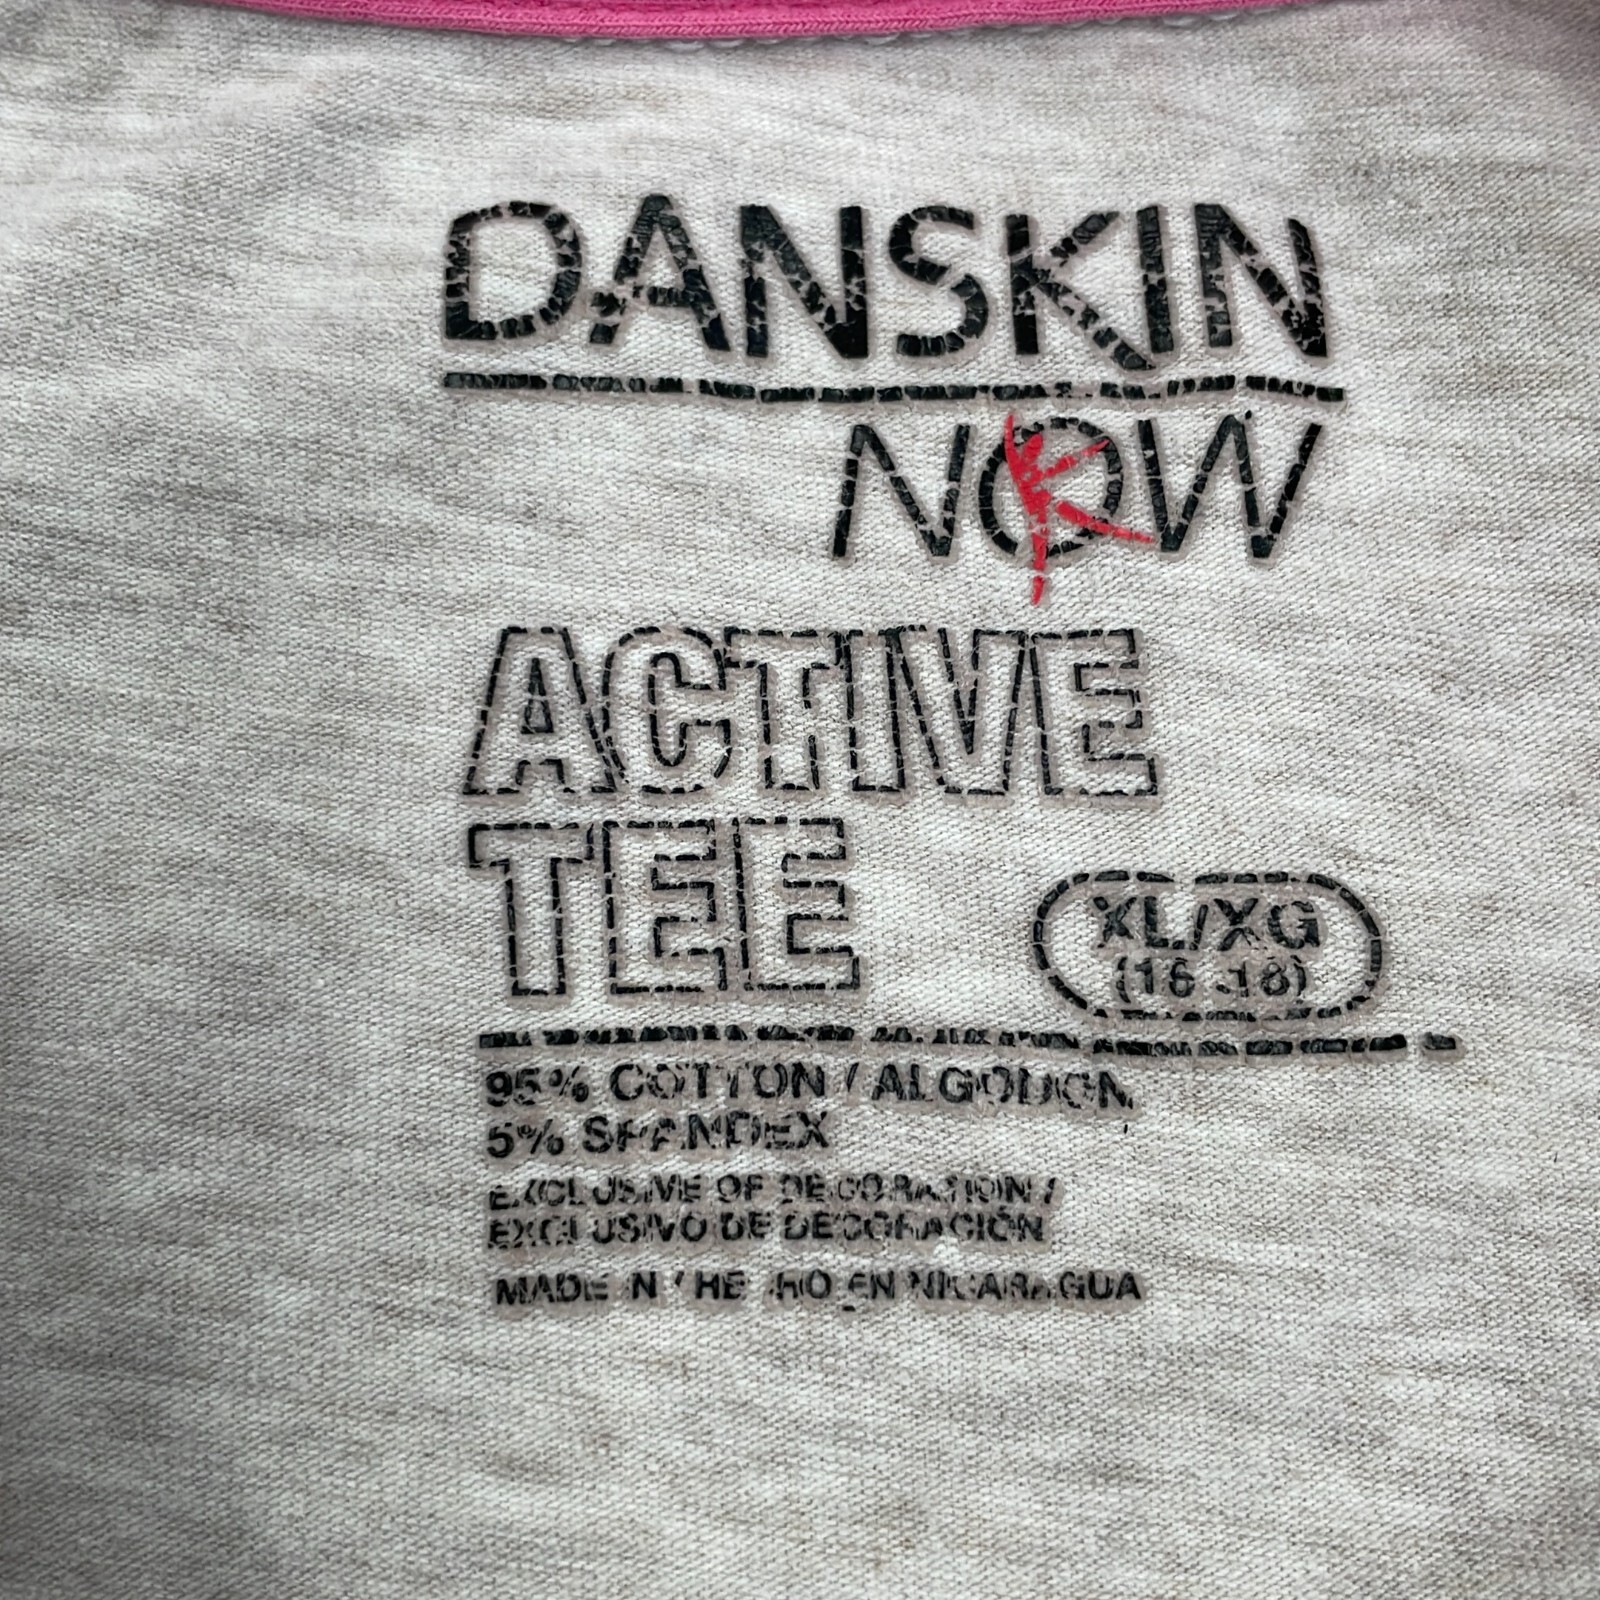 DANSKIN
NOW
ACTIVE
TEE
XL/XG
(16-18)
95% COTTON / ALGODON
5% SPANDEX
EXCLUSIVE OF DECORATION /
EXCLUSIVO DE DECORACIÓN
MADE IN / HECHO EN NICARAGUA